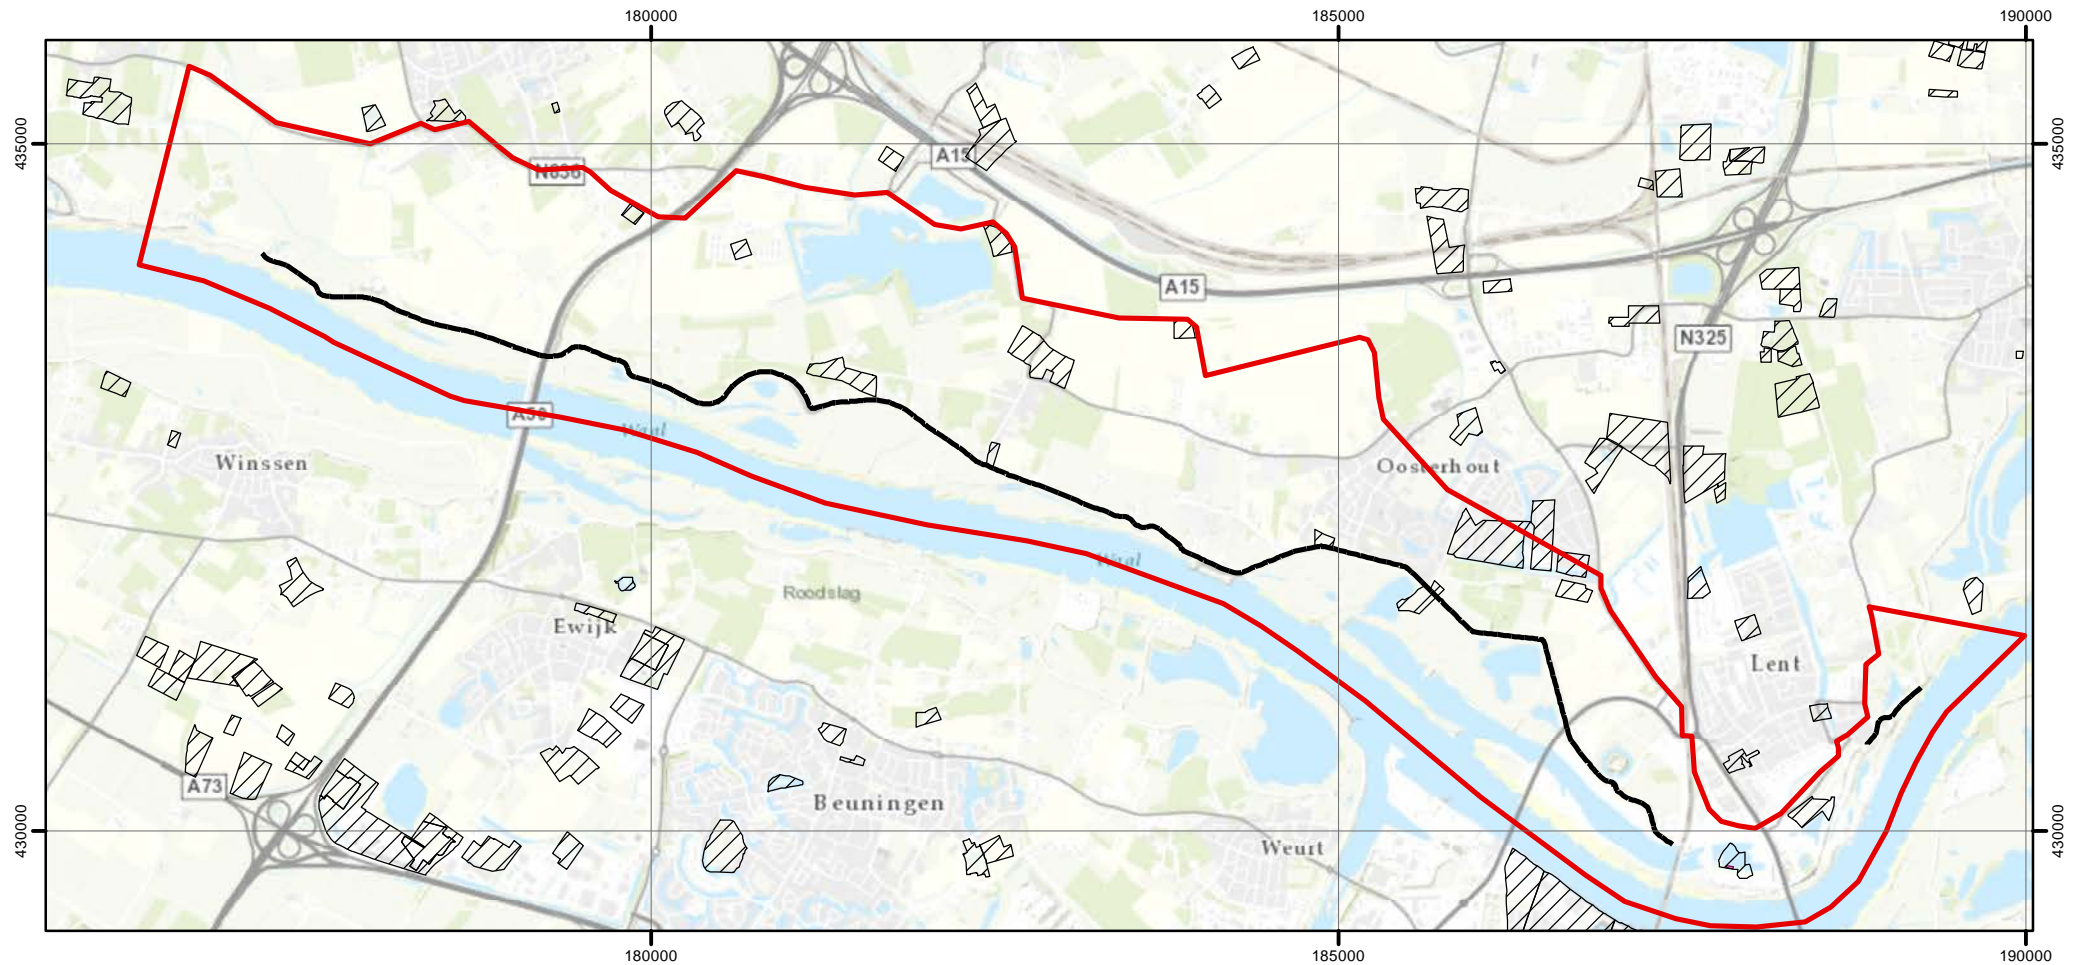 180000
185000
190000
435000
435000
A15
N836
A15
N325
A50
Waal
Winssen
Oosterhout
Waal
Roodslag
Ewijk
Lent
A73
Beuningen
430000
430000
Weurt
180000
185000
190000